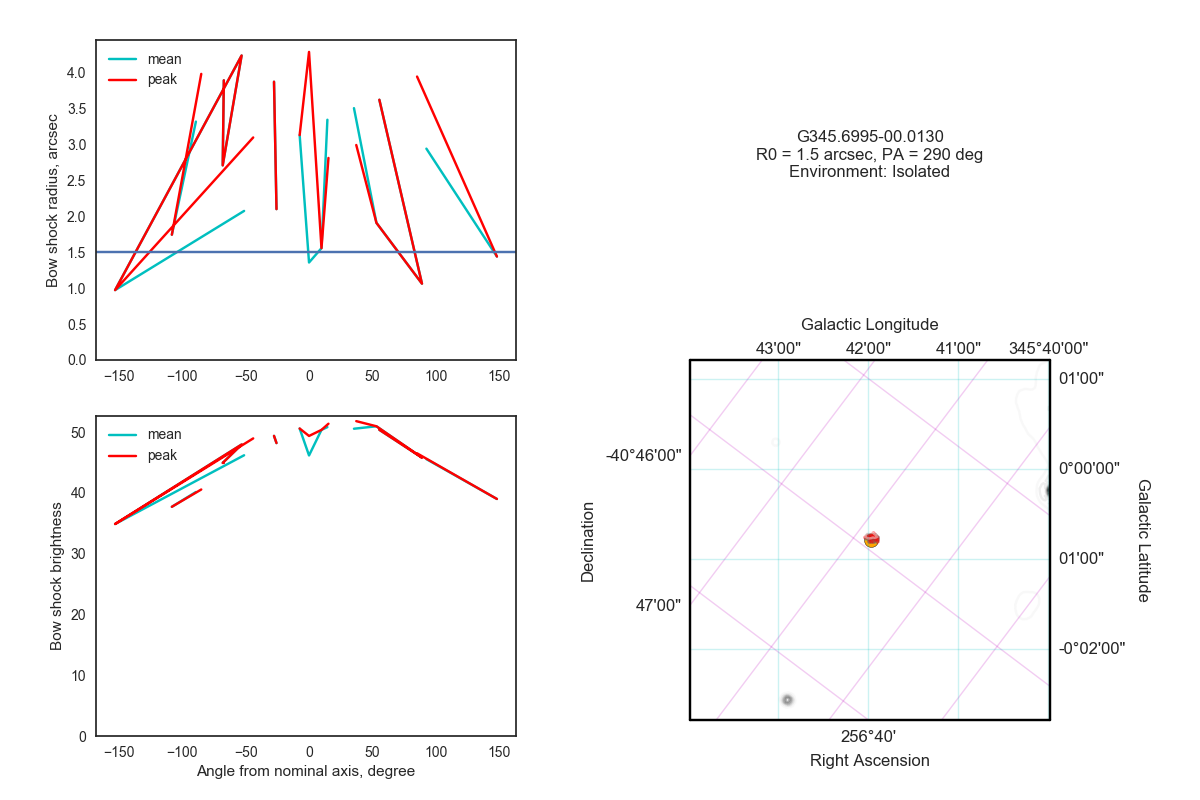 mean
peak
4.0
3.5
3.0
2.5
2.0
1.5
1.0
0.5
0.0
Bow shock radius, arcsec
−150 −100 −50 0 50 100 150
G345.6995-00.0130
R0 = 1.5 arcsec, PA = 290 deg
Environment: Isolated
mean
peak
50
40
30
20
10
0
Bow shock brightness
−150 −100 −50 0 50 100 150
Angle from nominal axis, degree
Galactic Longitude
43'00" 42'00" 41'00" 345°40'00"
01'00"
0°00'00"
01'00"
-0°02'00"
Galactic Latitude
-40°46'00"
47'00"
Declination
256°40'
Right Ascension